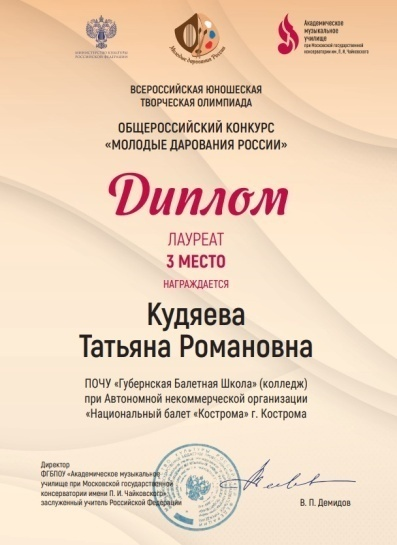 МИНИСТЕРСТВО КУЛЬТУРЫ
РОССИЙСКОЙ ФЕДЕРАЦИИ
Молодые дарования России
Академическое
музыкальное
училище
при Московской государственной
консерватории им. П. И. Чайковского
ВСЕРОССИЙСКАЯ ЮНОШЕСКАЯ
ТВОРЧЕСКАЯ ОЛИМПИАДА
ОБЩЕРОССИЙСКИЙ КОНКУРС
«МОЛОДЫЕ ДАРОВАНИЯ РОССИИ»
Диплом
ЛАУРЕАТ
3 МЕСТО
НАГРАЖДАЕТСЯ
Кудяева
Татьяна Романовна
ПОЧУ «Губернская Балетная Школа» (колледж)
при Автономной некоммерческой организации
«Национальный балет «Кострома» г. Кострома
Директор
ФГБПОУ «Академическое музыкальное
училище при Московской государственной
консерватории имени П. И. Чайковского»
заслуженный учитель Российской Федерации
В. П. Демидов